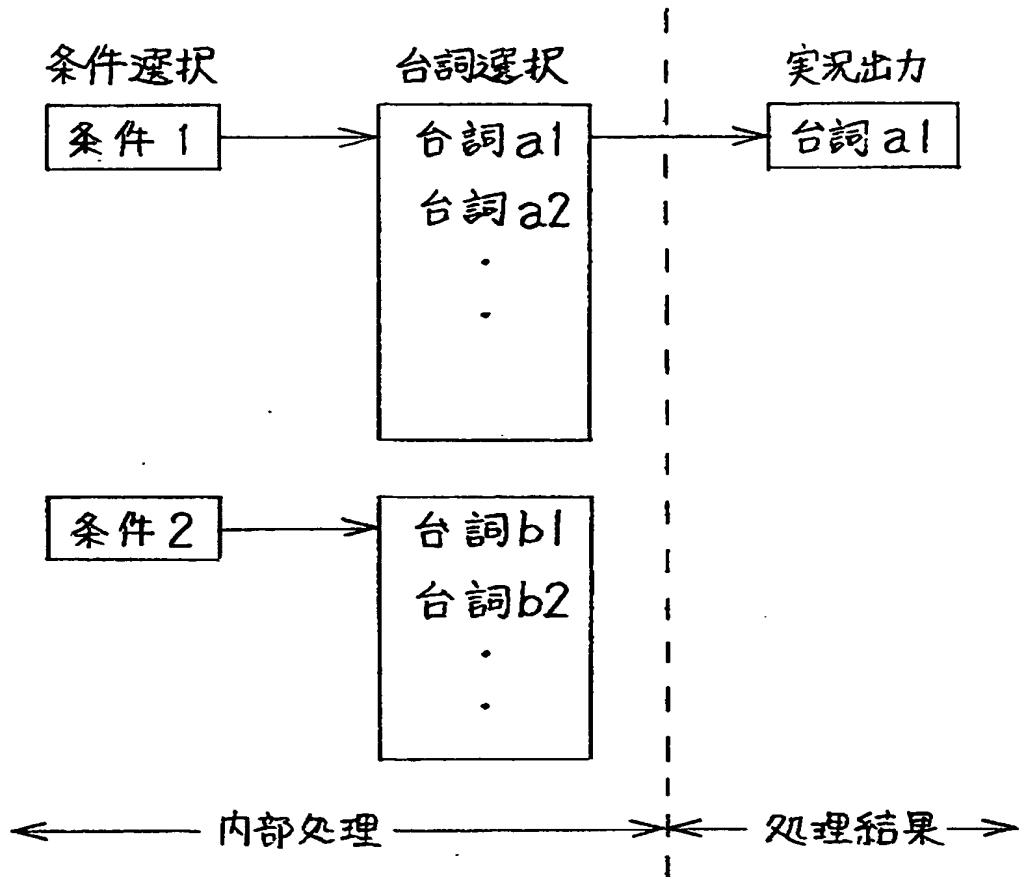 条件選択 台詞選択 実況出力
条件1 台詞a1 台詞a1
台詞a2
・
・
条件2 台詞b1
台詞b2
・
・
内部処理 処理結果